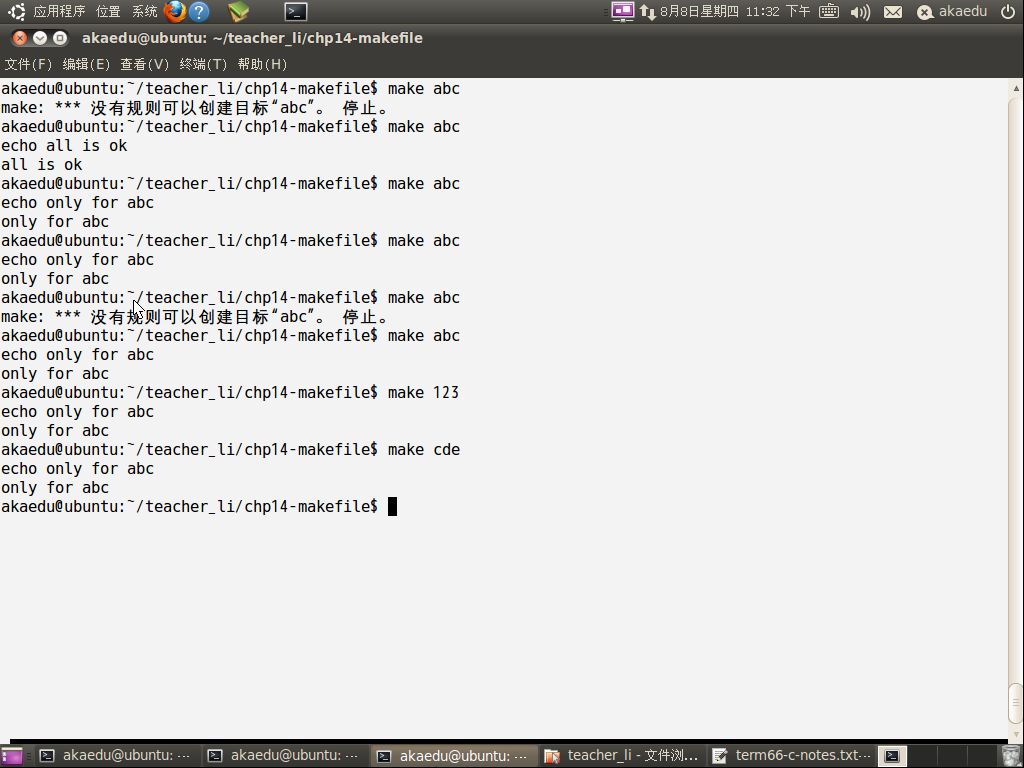 应用程序 位置 系统 8月8日星期四 11:32 下午 akaedu
akaedu@ubuntu: ~/teacher_li/chp14-makefile
文件(F) 编辑(E) 查看(V) 终端(T) 帮助(H)
akaedu@ubuntu:~/teacher_li/chp14-makefile$ make abc
make: *** 没有规则可以创建目标“abc”。 停止。
akaedu@ubuntu:~/teacher_li/chp14-makefile$ make abc
echo all is ok
all is ok
akaedu@ubuntu:~/teacher_li/chp14-makefile$ make abc
echo only for abc
only for abc
akaedu@ubuntu:~/teacher_li/chp14-makefile$ make abc
echo only for abc
only for abc
akaedu@ubuntu:~/teacher_li/chp14-makefile$ make abc
make: *** 没有规则可以创建目标“abc”。 停止。
akaedu@ubuntu:~/teacher_li/chp14-makefile$ make abc
echo only for abc
only for abc
akaedu@ubuntu:~/teacher_li/chp14-makefile$ make 123
echo only for abc
only for abc
akaedu@ubuntu:~/teacher_li/chp14-makefile$ make cde
echo only for abc
only for abc
akaedu@ubuntu:~/teacher_li/chp14-makefile$
akaedu@ubuntu: ... akaedu@ubuntu: ... akaedu@ubuntu: ... teacher_li - 文件浏... term66-c-notes.txt...